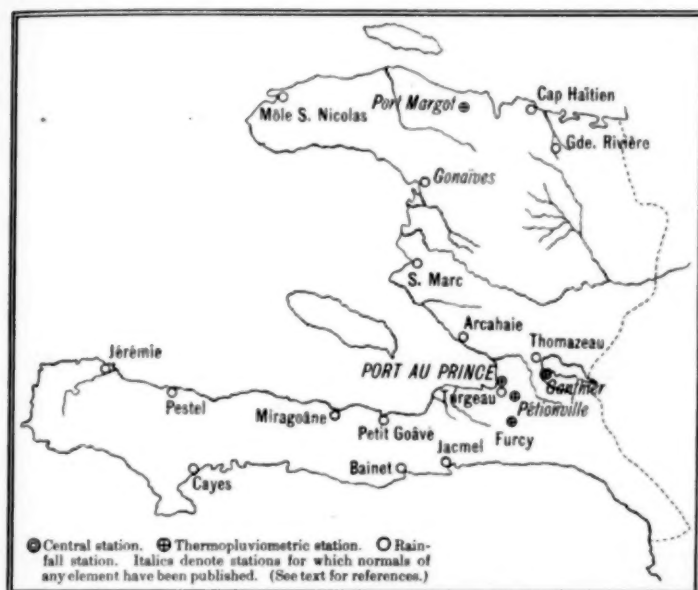 Port Margot
Cap Haïtien
Môle S. Nicolas
Gde. Rivière
Gonaïves
S. Marc
Arcahaie
Thomazeau
Jérémie
PORT AU PRINCE
Gauthier
Pestel
Turgeau
Pétionville
Miragoâne
Petit Goâve
Furcy
Jacmel
Cayes
Bainet
Central station. Thermopluviometric station. Rain-
fall station. Italics denote stations for which normals of
any element have been published. (See text for references.)